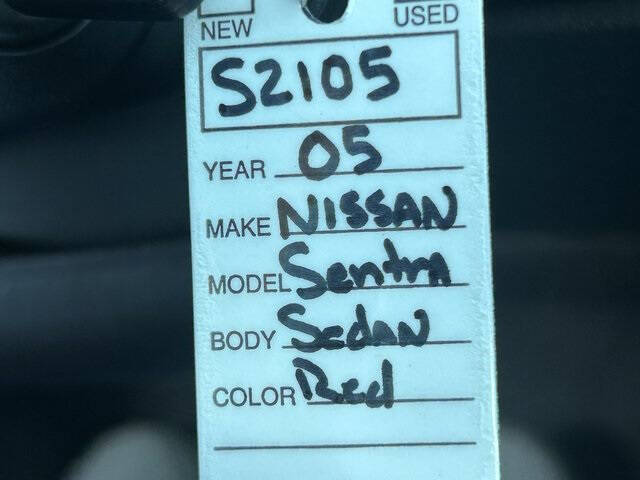 NEW USED
S2105
YEAR 05
MAKE NISSAN
MODEL Sentra
BODY Sedan
COLOR Red